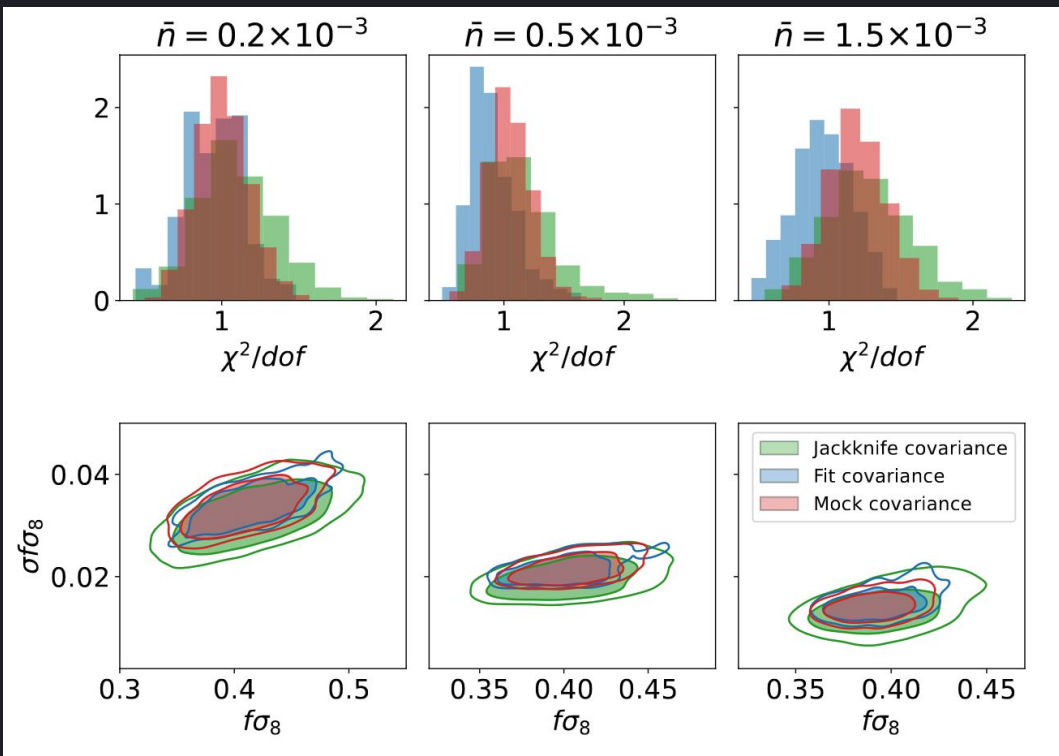 n̄ = 0.2×10⁻³
n̄ = 0.5×10⁻³
n̄ = 1.5×10⁻³
2
1
0
1 2
1 2
1 2
χ²/dof
χ²/dof
χ²/dof
Jackknife covariance
Fit covariance
Mock covariance
0.04
0.02
σfσ₈
0.3 0.4 0.5
0.35 0.40 0.45
0.35 0.40 0.45
fσ₈
fσ₈
fσ₈